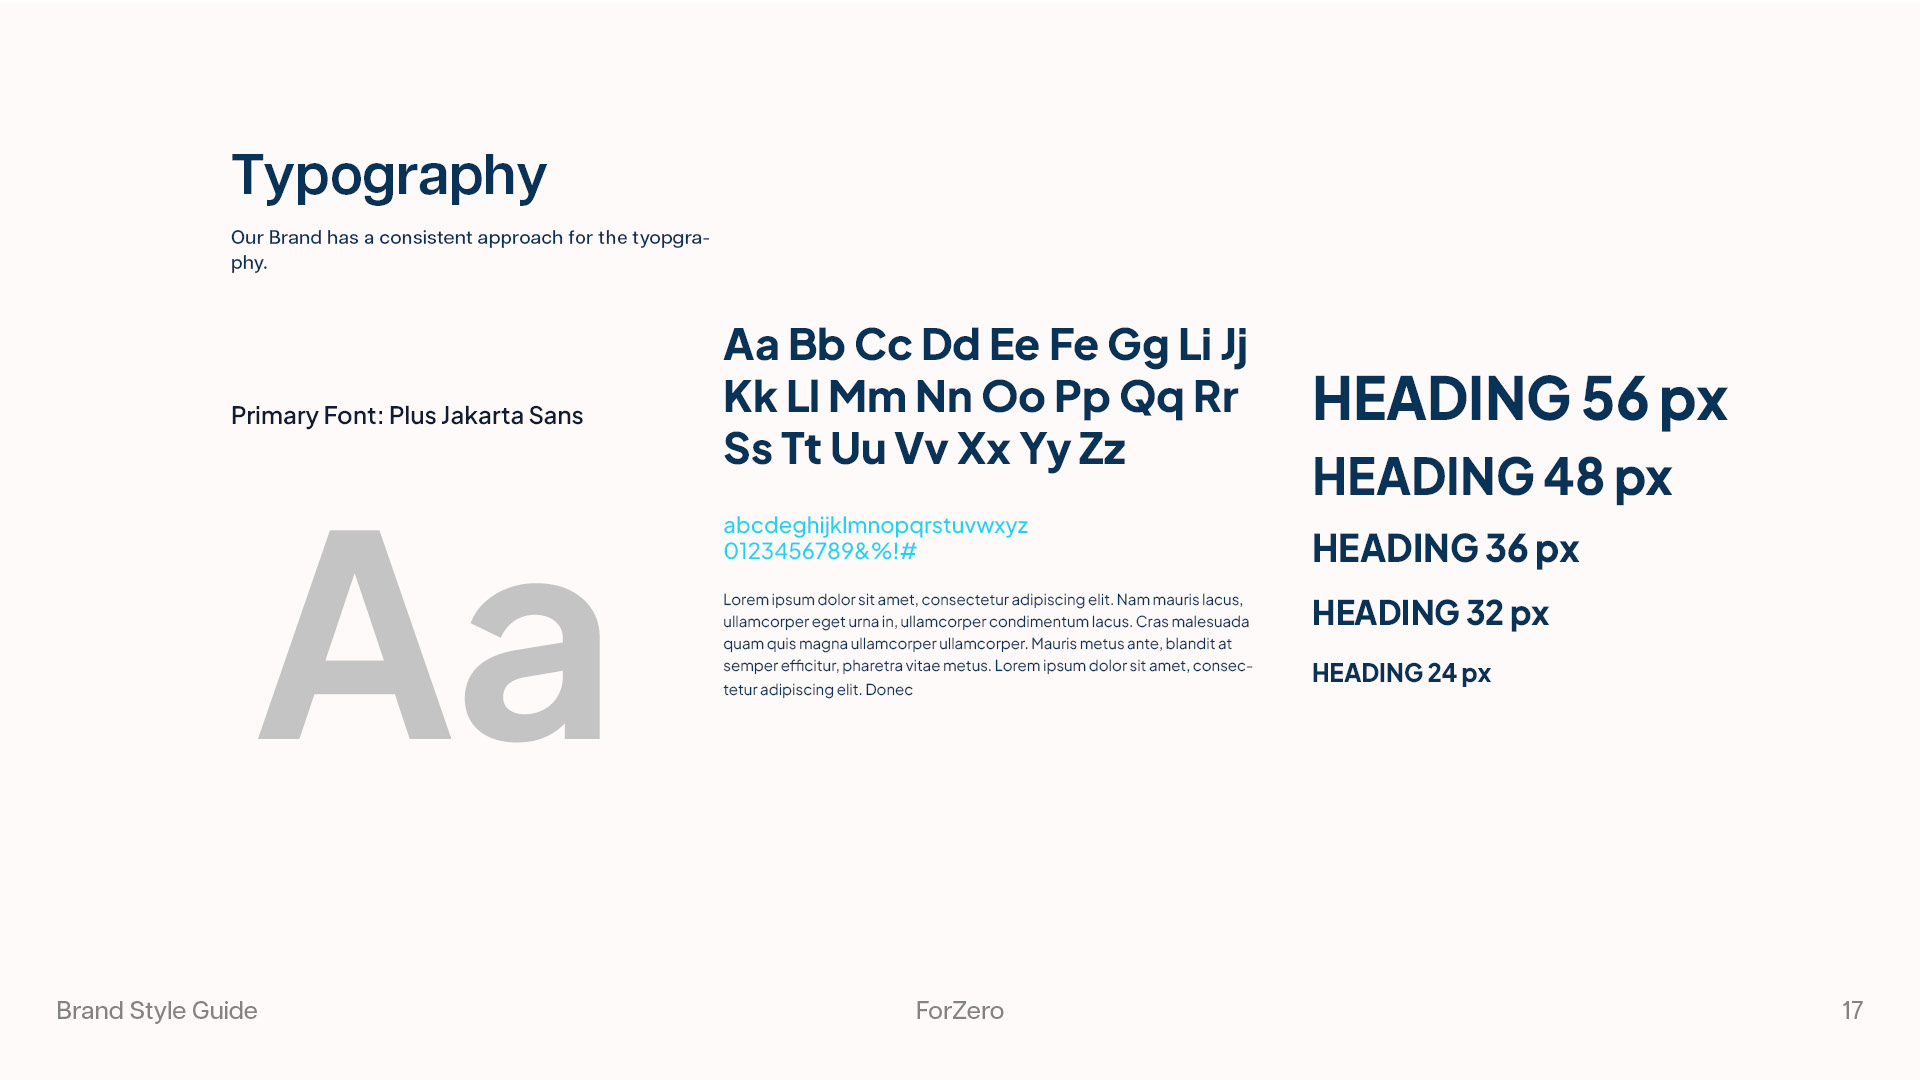 Typography
Our Brand has a consistent approach for the tyopgra-
phy.
Primary Font: Plus Jakarta Sans
Aa
Aa Bb Cc Dd Ee Fe Gg Li Jj
Kk Ll Mm Nn Oo Pp Qq Rr
Ss Tt Uu Vv Xx Yy Zz
abcdeghijklmnopqrstuvwxyz
0123456789&%!#
Lorem ipsum dolor sit amet, consectetur adipiscing elit. Nam mauris lacus,
ullamcorper eget urna in, ullamcorper condimentum lacus. Cras malesuada
quam quis magna ullamcorper ullamcorper. Mauris metus ante, blandit at
semper efficitur, pharetra vitae metus. Lorem ipsum dolor sit amet, consec-
tetur adipiscing elit. Donec
HEADING 56 px
HEADING 48 px
HEADING 36 px
HEADING 32 px
HEADING 24 px
Brand Style Guide
ForZero
17